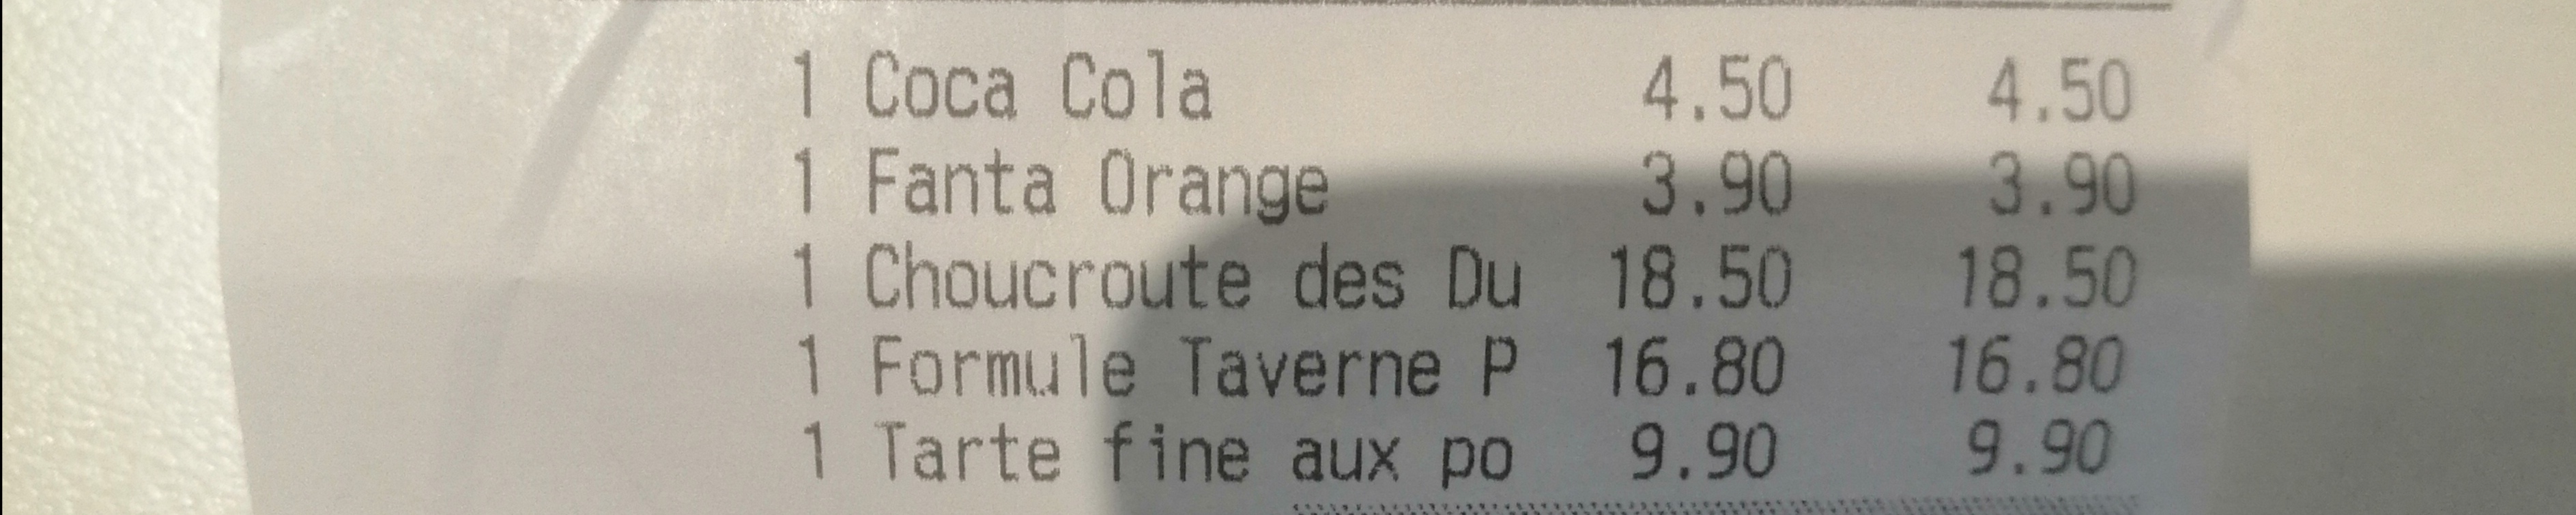 1 Coca Cola 4.50 4.50
1 Fanta Orange 3.90 3.90
1 Choucroute des Du 18.50 18.50
1 Formule Taverne P 16.80 16.80
1 Tarte fine aux po 9.90 9.90